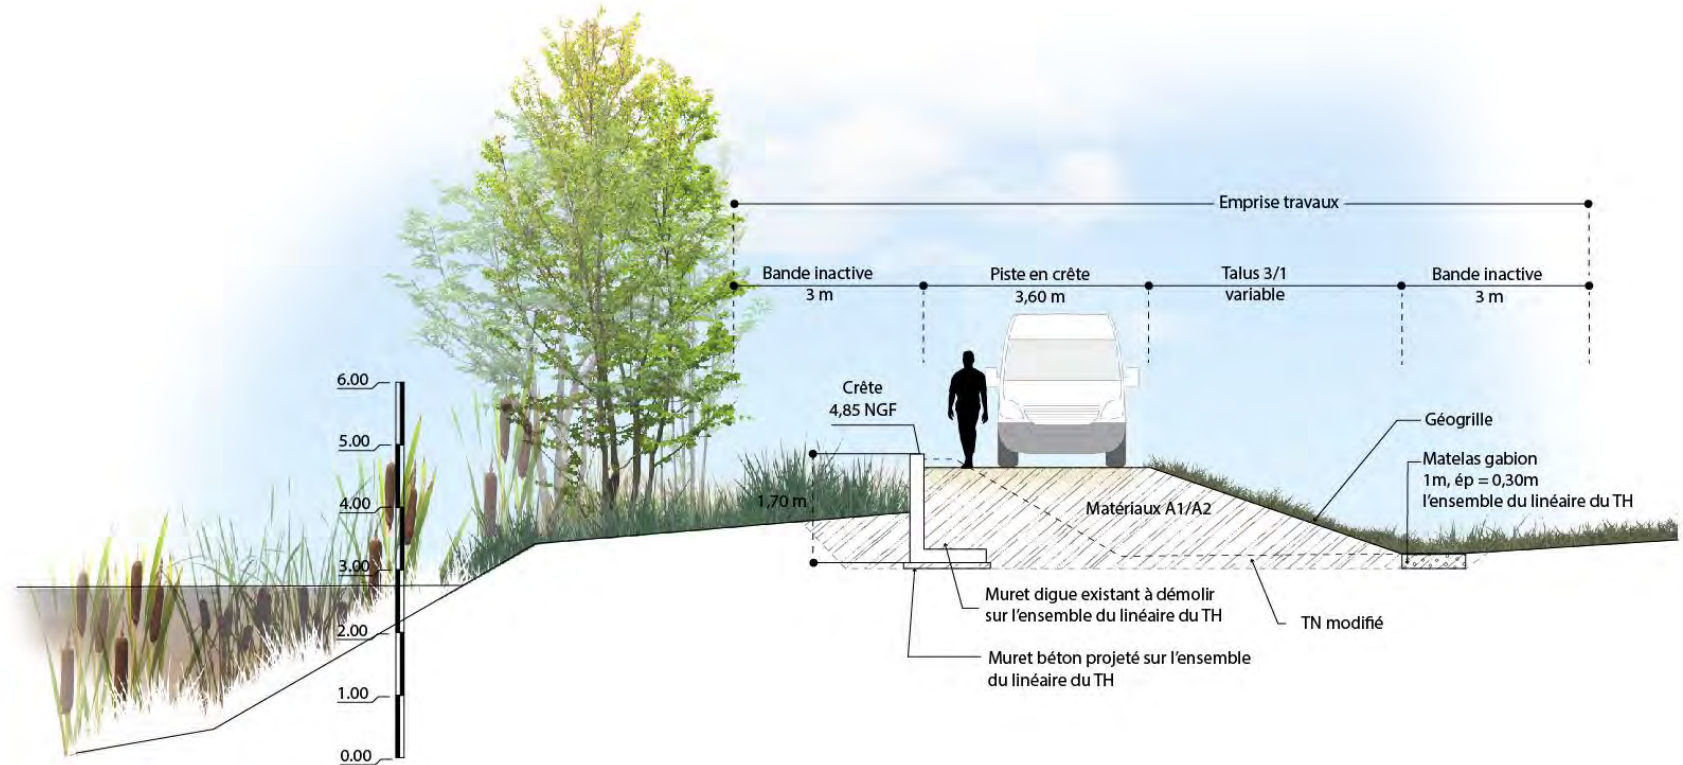 Emprise travaux
Bande inactive
3 m
Piste en crête
3,60 m
Talus 3/1
variable
Bande inactive
3 m
6.00
5.00
4.00
3.00
2.00
1.00
0.00
Crête
4,85 NGF
1,70 m
Matériaux A1/A2
Géogrille
Matelas gabion
1m, ép = 0,30m
l'ensemble du linéaire du TH
Muret digue existant à démolir
sur l'ensemble du linéaire du TH
TN modifié
Muret béton projeté sur l'ensemble
du linéaire du TH